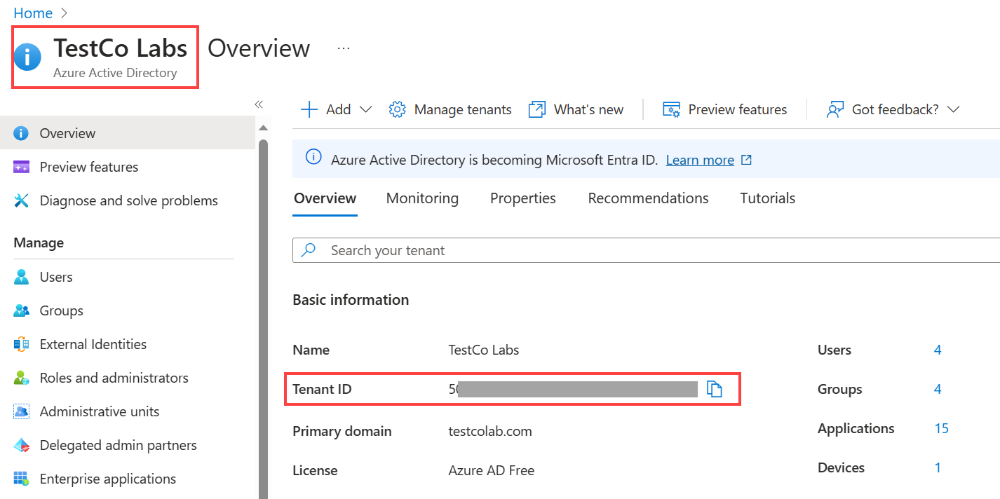 Home
TestCo Labs Overview ...
Azure Active Directory
Add
Manage tenants
What's new
Preview features
Got feedback?
Overview
Preview features
Diagnose and solve problems
Manage
Users
Groups
External Identities
Roles and administrators
Administrative units
Delegated admin partners
Enterprise applications
Azure Active Directory is becoming Microsoft Entra ID. Learn more
Overview Monitoring Properties Recommendations Tutorials
Search your tenant
Basic information
Name TestCo Labs
Tenant ID 50
Primary domain testcolab.com
License Azure AD Free
Users 4
Groups 4
Applications 15
Devices 1